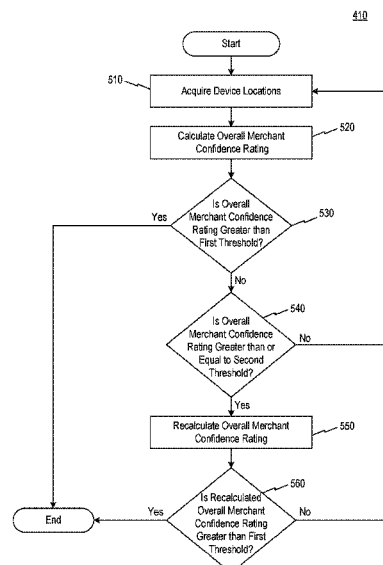 410
Start
510
Acquire Device Locations
520
Calculate Overall Merchant
Confidence Rating
Is Overall
Merchant Confidence
Rating Greater than
First Threshold?
530
Yes
No
540
Is Overall
Merchant Confidence
Rating Greater than or
Equal to Second
Threshold?
No
Yes
Recalculate Overall Merchant
Confidence Rating
550
560
Is Recalculated
Overall Merchant
Confidence Rating
Greater than First
Threshold?
End
Yes
No